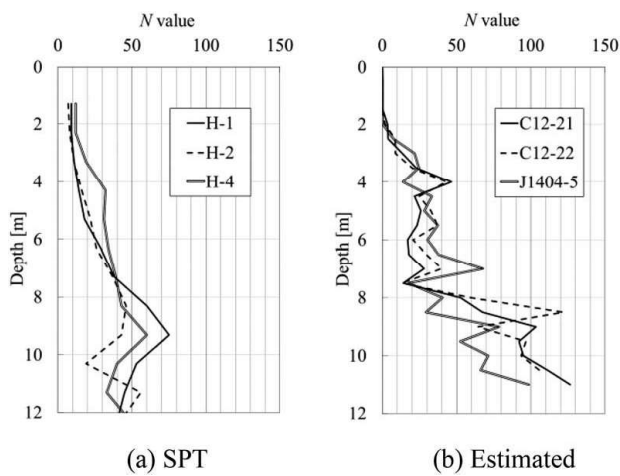 N value
0 50 100 150
0
2
4
6
8
10
12
Depth [m]
H-1
H-2
H-4
(a) SPT
N value
0 50 100 150
0
2
4
6
8
10
12
Depth [m]
C12-21
C12-22
J1404-5
(b) Estimated